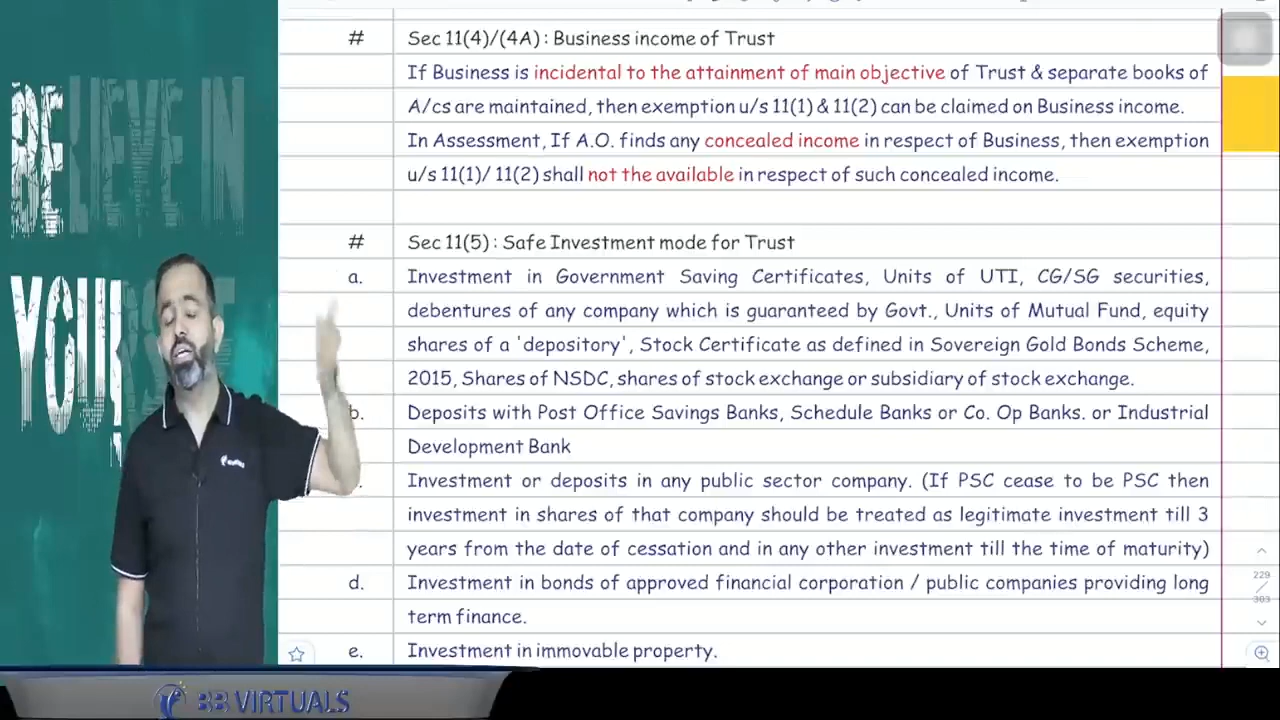 BELIEVE IN
#
Sec 11(4)/(4A) : Business income of Trust
If Business is incidental to the attainment of main objective of Trust & separate books of
A/cs are maintained, then exemption u/s 11(1) & 11(2) can be claimed on Business income.
In Assessment, If A.O. finds any concealed income in respect of Business, then exemption
u/s 11(1)/ 11(2) shall not the available in respect of such concealed income.
#
Sec 11(5) : Safe Investment mode for Trust
a.
Investment in Government Saving Certificates, Units of UTI, CG/SG securities,
debentures of any company which is guaranteed by Govt., Units of Mutual Fund, equity
shares of a 'depository', Stock Certificate as defined in Sovereign Gold Bonds Scheme,
2015, Shares of NSDC, shares of stock exchange or subsidiary of stock exchange.
b.
Deposits with Post Office Savings Banks, Schedule Banks or Co. Op Banks. or Industrial
Development Bank
Investment or deposits in any public sector company. (If PSC cease to be PSC then
investment in shares of that company should be treated as legitimate investment till 3
years from the date of cessation and in any other investment till the time of maturity)
d.
Investment in bonds of approved financial corporation / public companies providing long
term finance.
e.
Investment in immovable property.
229
303
BB VIRTUALS